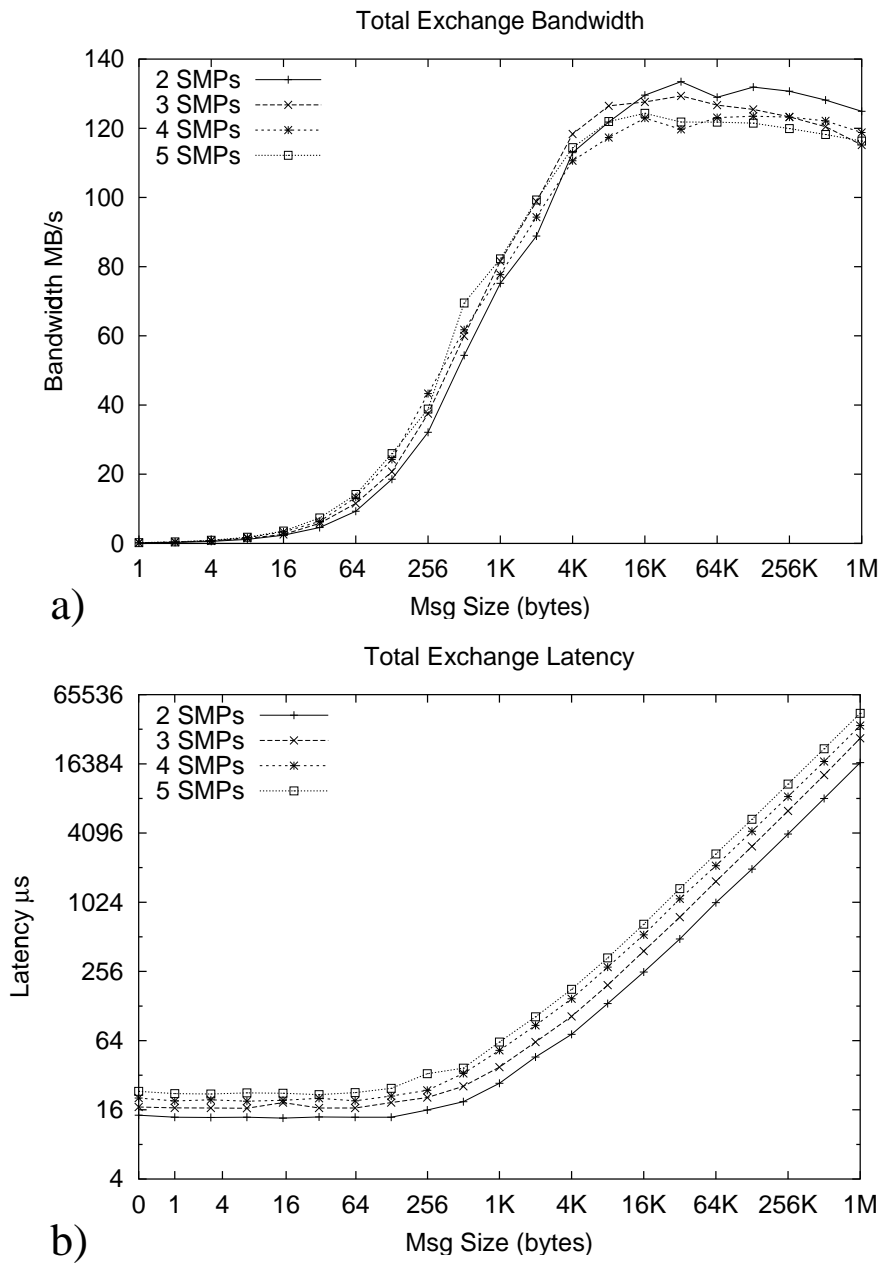 Total Exchange Bandwidth
140
120
100
80
60
40
20
0
Bandwidth MB/s
2 SMPs
3 SMPs
4 SMPs
5 SMPs
1 4 16 64 256 1K 4K 16K 64K 256K 1M
Msg Size (bytes)
a)
Total Exchange Latency
65536
16384
4096
1024
256
64
16
4
Latency µs
2 SMPs
3 SMPs
4 SMPs
5 SMPs
0 1 4 16 64 256 1K 4K 16K 64K 256K 1M
Msg Size (bytes)
b)